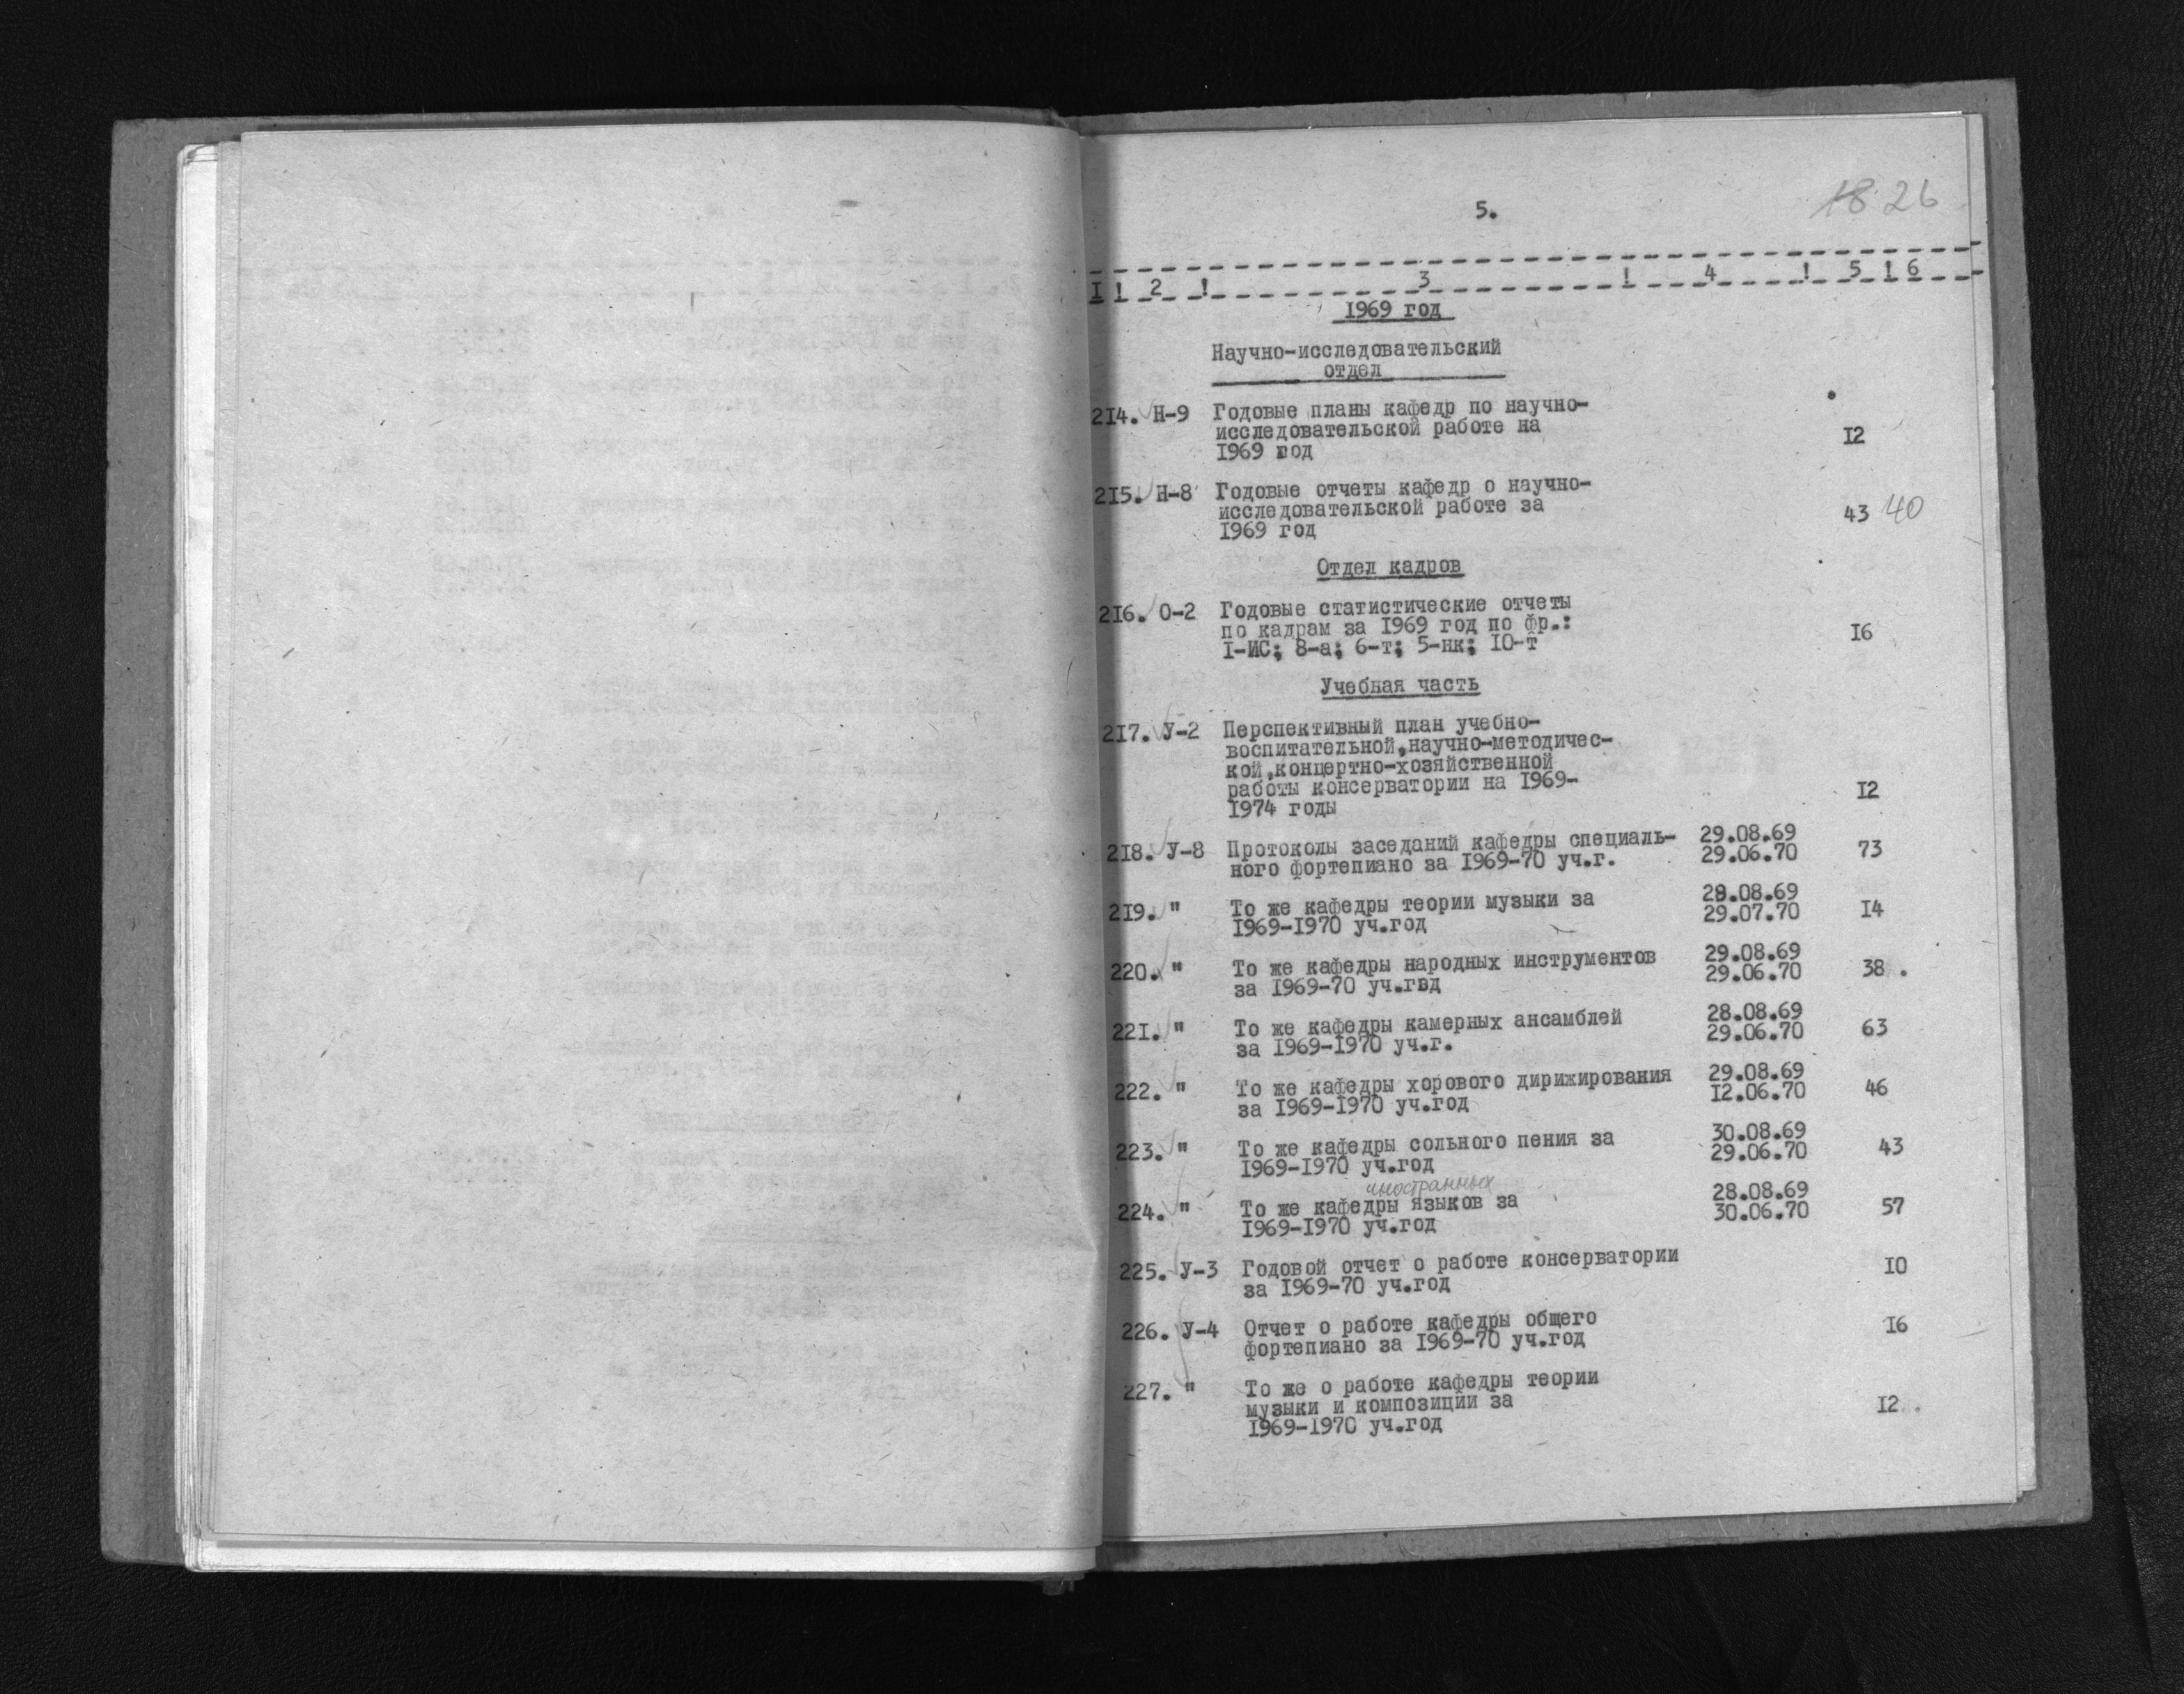 5.
18 26
I ! 2 ! 3 ! 4 ! 5 ! 6
1969 год
Научно-исследовательский
отдел
214. Н-9 Годовые планы кафедр по научно-
исследовательской работе на
1969 год 12
215. Н-8 Годовые отчеты кафедр о научно-
исследовательской работе за 43 40
1969 год
Отдел кадров
216. О-2 Годовые статистические отчеты
по кадрам за 1969 год по фр.: 16
I-ИС; 8-а; 6-т; 5-нк; 10-т
Учебная часть
217. У-2 Перспективный план учебно-
воспитательной,научно-методичес-
кой,концертно-хозяйственной
работы консерватории на 1969- 12
1974 годы
218. У-8 Протоколы заседаний кафедры специаль- 29.08.69
ного фортепиано за 1969-70 уч.г. 29.06.70 73
219. " То же кафедры теории музыки за 28.08.69
1969-1970 уч.год 29.07.70 14
220. " То же кафедры народных инструментов 29.08.69
за 1969-70 уч.год 29.06.70 38
221. " То же кафедры камерных ансамблей 28.08.69
за 1969-1970 уч.г. 29.06.70 63
222. " То же кафедры хорового дирижирования 29.08.69
за 1969-1970 уч.год 12.06.70 46
223. " То же кафедры сольного пения за 30.08.69
1969-1970 уч.год 29.06.70 43
иностранных
224. " То же кафедры языков за 28.08.69
1969-1970 уч.год 30.06.70 57
225. У-3 Годовой отчет о работе консерватории
за 1969-70 уч.год 10
226. У-4 Отчет о работе кафедры общего
фортепиано за 1969-70 уч.год 16
227. " То же о работе кафедры теории
музыки и композиции за 12
1969-1970 уч.год